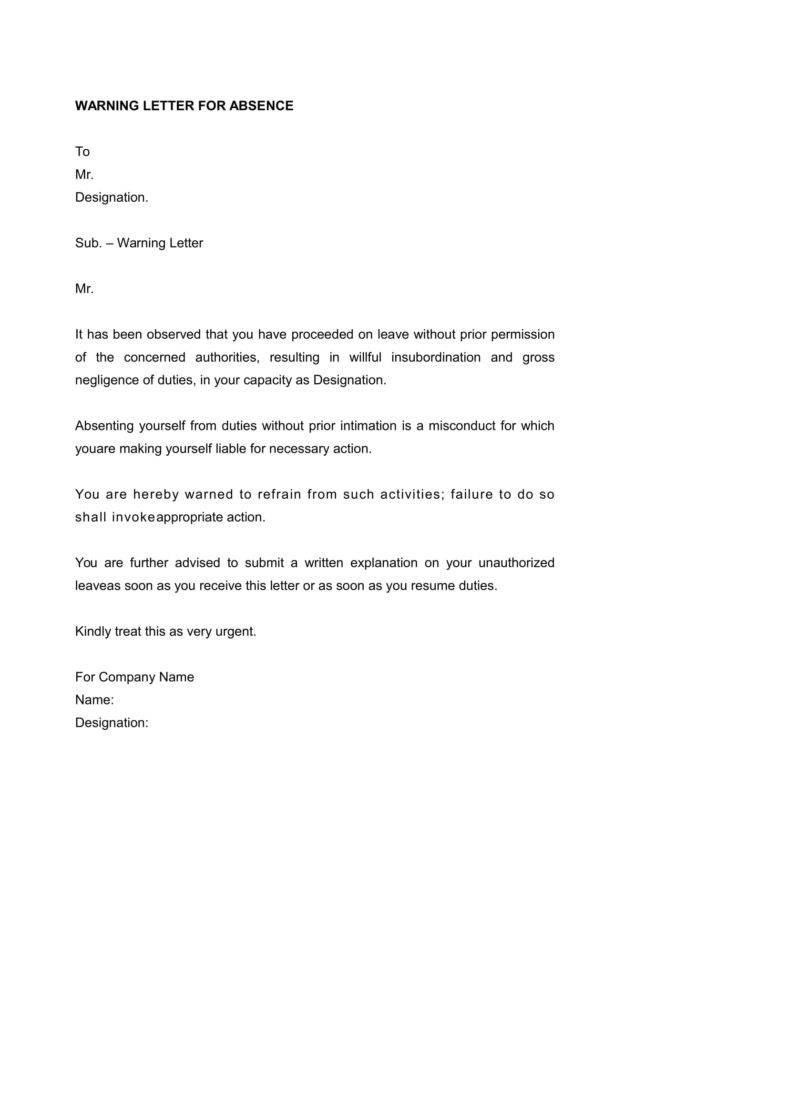 WARNING LETTER FOR ABSENCE
To
Mr.
Designation.
Sub. – Warning Letter
Mr.
It has been observed that you have proceeded on leave without prior permission
of the concerned authorities, resulting in willful insubordination and gross
negligence of duties, in your capacity as Designation.
Absenting yourself from duties without prior intimation is a misconduct for which
youare making yourself liable for necessary action.
You are hereby warned to refrain from such activities; failure to do so
shall invokeappropriate action.
You are further advised to submit a written explanation on your unauthorized
leaveas soon as you receive this letter or as soon as you resume duties.
Kindly treat this as very urgent.
For Company Name
Name:
Designation: